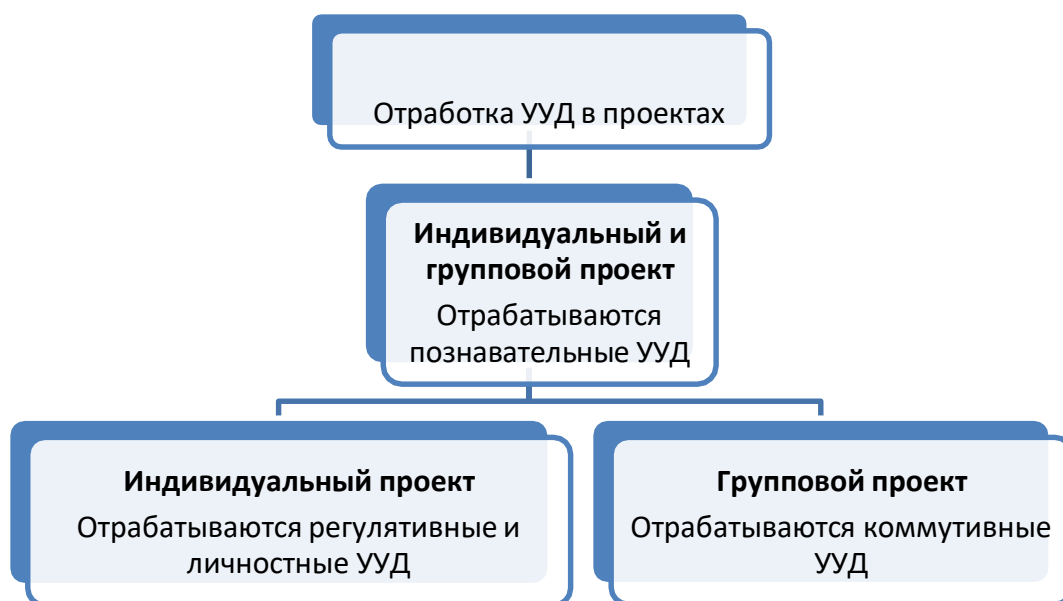 Отработка УУД в проектах
Индивидуальный и
групповой проект
Отрабатываются
познавательные УУД
Индивидуальный проект
Отрабатываются регулятивные и
личностные УУД
Групповой проект
Отрабатываются коммутивные
УУД